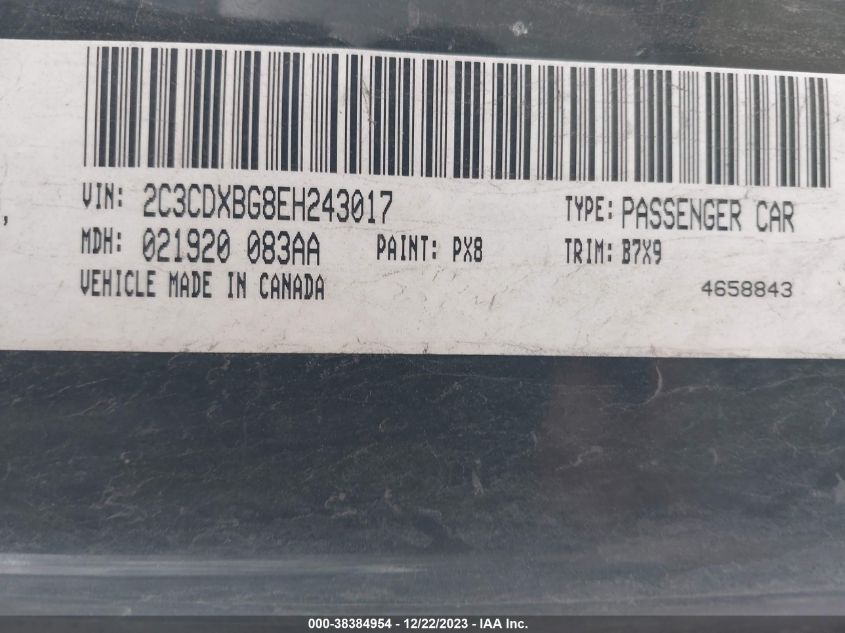 VIN: 2C3CDXBG8EH243017 TYPE: PASSENGER CAR
MDH: 021920 083AA PAINT: PX8 TRIM: B7X9
VEHICLE MADE IN CANADA 4658843
000-38384954 - 12/22/2023 - IAA Inc.